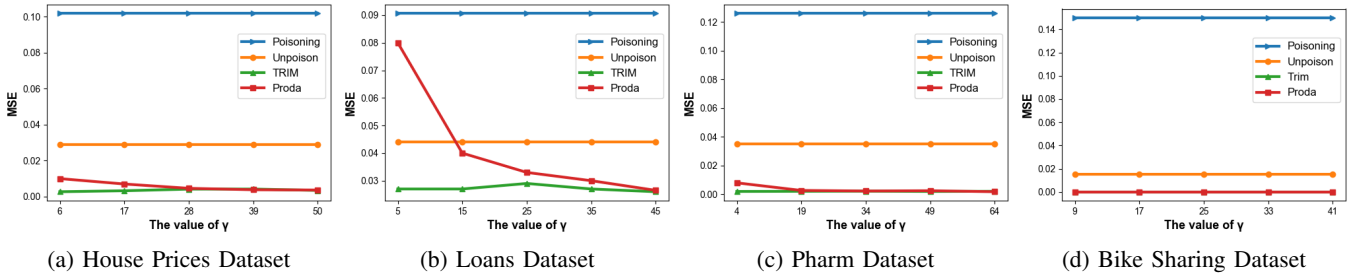 0.10
0.08
0.06
0.04
0.02
0.00
MSE
Poisoning
Unpoison
TRIM
Proda
6 17 28 39 50
The value of γ
(a) House Prices Dataset
0.09
0.08
0.07
0.06
0.05
0.04
0.03
MSE
Poisoning
Unpoison
TRIM
Proda
5 15 25 35 45
The value of γ
(b) Loans Dataset
0.12
0.10
0.08
0.06
0.04
0.02
0.00
MSE
Poisoning
Unpoison
TRIM
Proda
4 19 34 49 64
The value of γ
(c) Pharm Dataset
0.14
0.12
0.10
0.08
0.06
0.04
0.02
0.00
MSE
Poisoning
Unpoison
Trim
Proda
9 17 25 33 41
The value of γ
(d) Bike Sharing Dataset